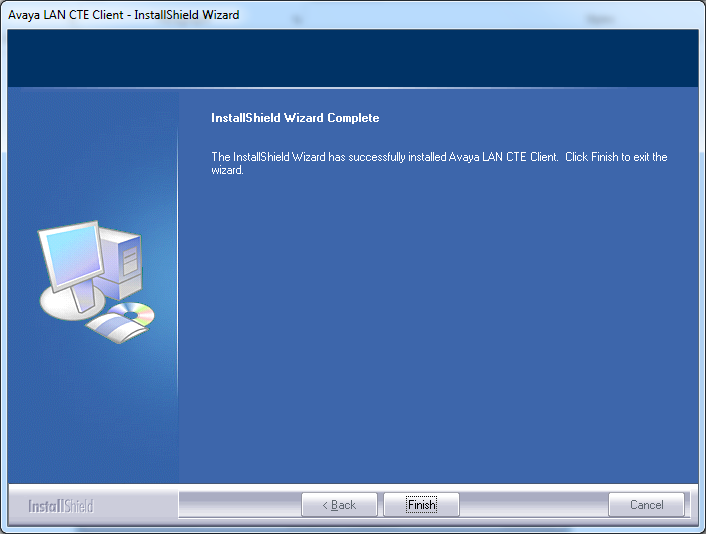 Avaya LAN CTE Client - InstallShield Wizard
InstallShield Wizard Complete
The InstallShield Wizard has successfully installed Avaya LAN CTE Client. Click Finish to exit the
wizard.
InstallShield
< Back
Finish
Cancel